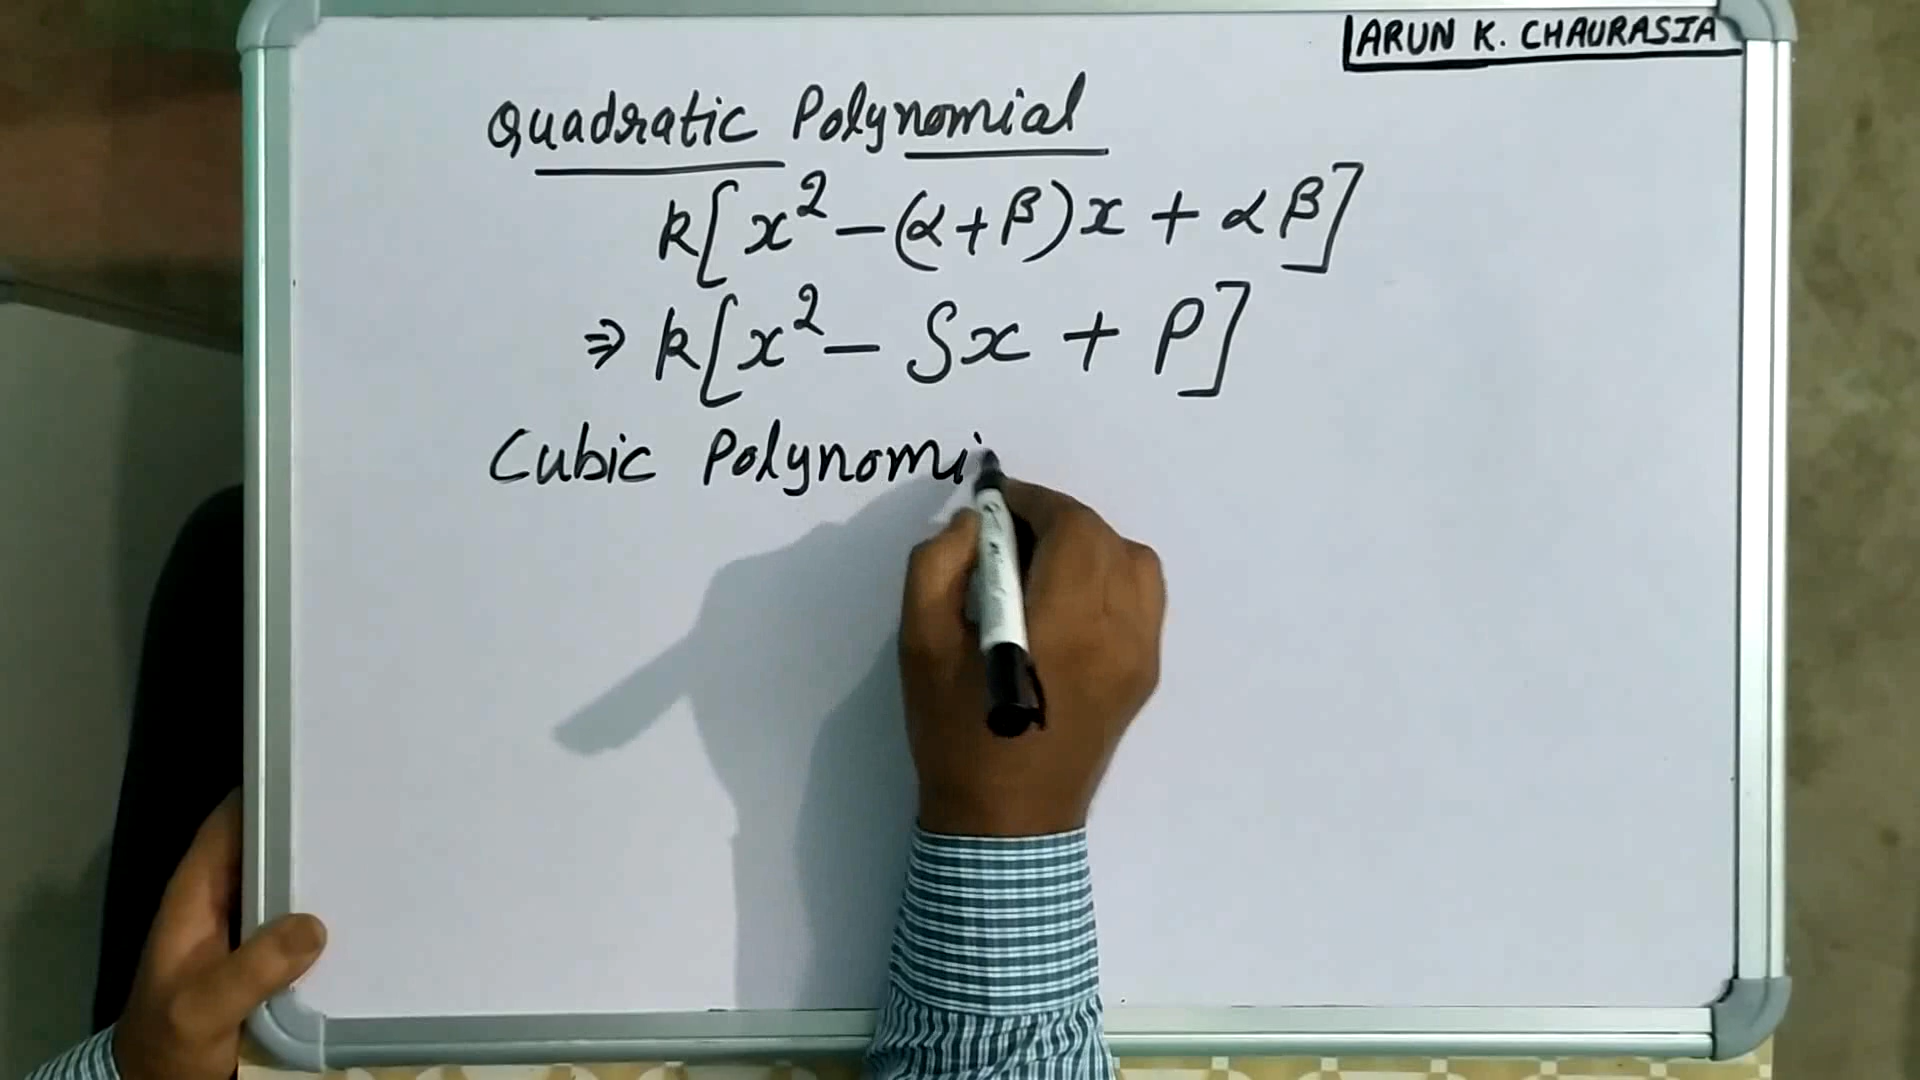 ARUN K. CHAURASIA
Quadratic Polynomial
k[x² - (α+β)x + αβ]
⇒ k[x² - Sx + P]
Cubic Polynomi